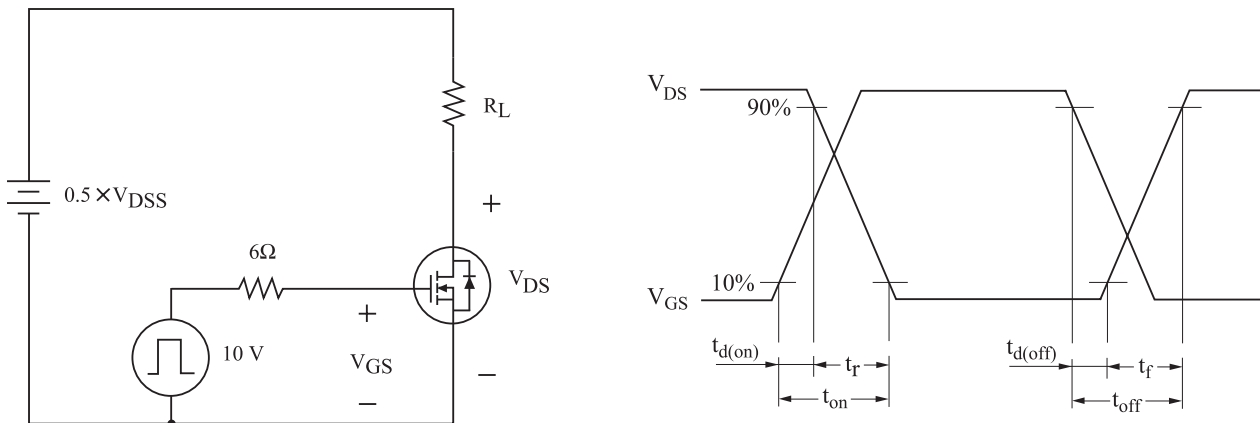 R_L
0.5 × V_DSS
+
6Ω
V_DS
+
10 V
V_GS
−
−
V_DS
90%
10%
V_GS
t_d(on)
t_r
t_on
t_d(off)
t_f
t_off